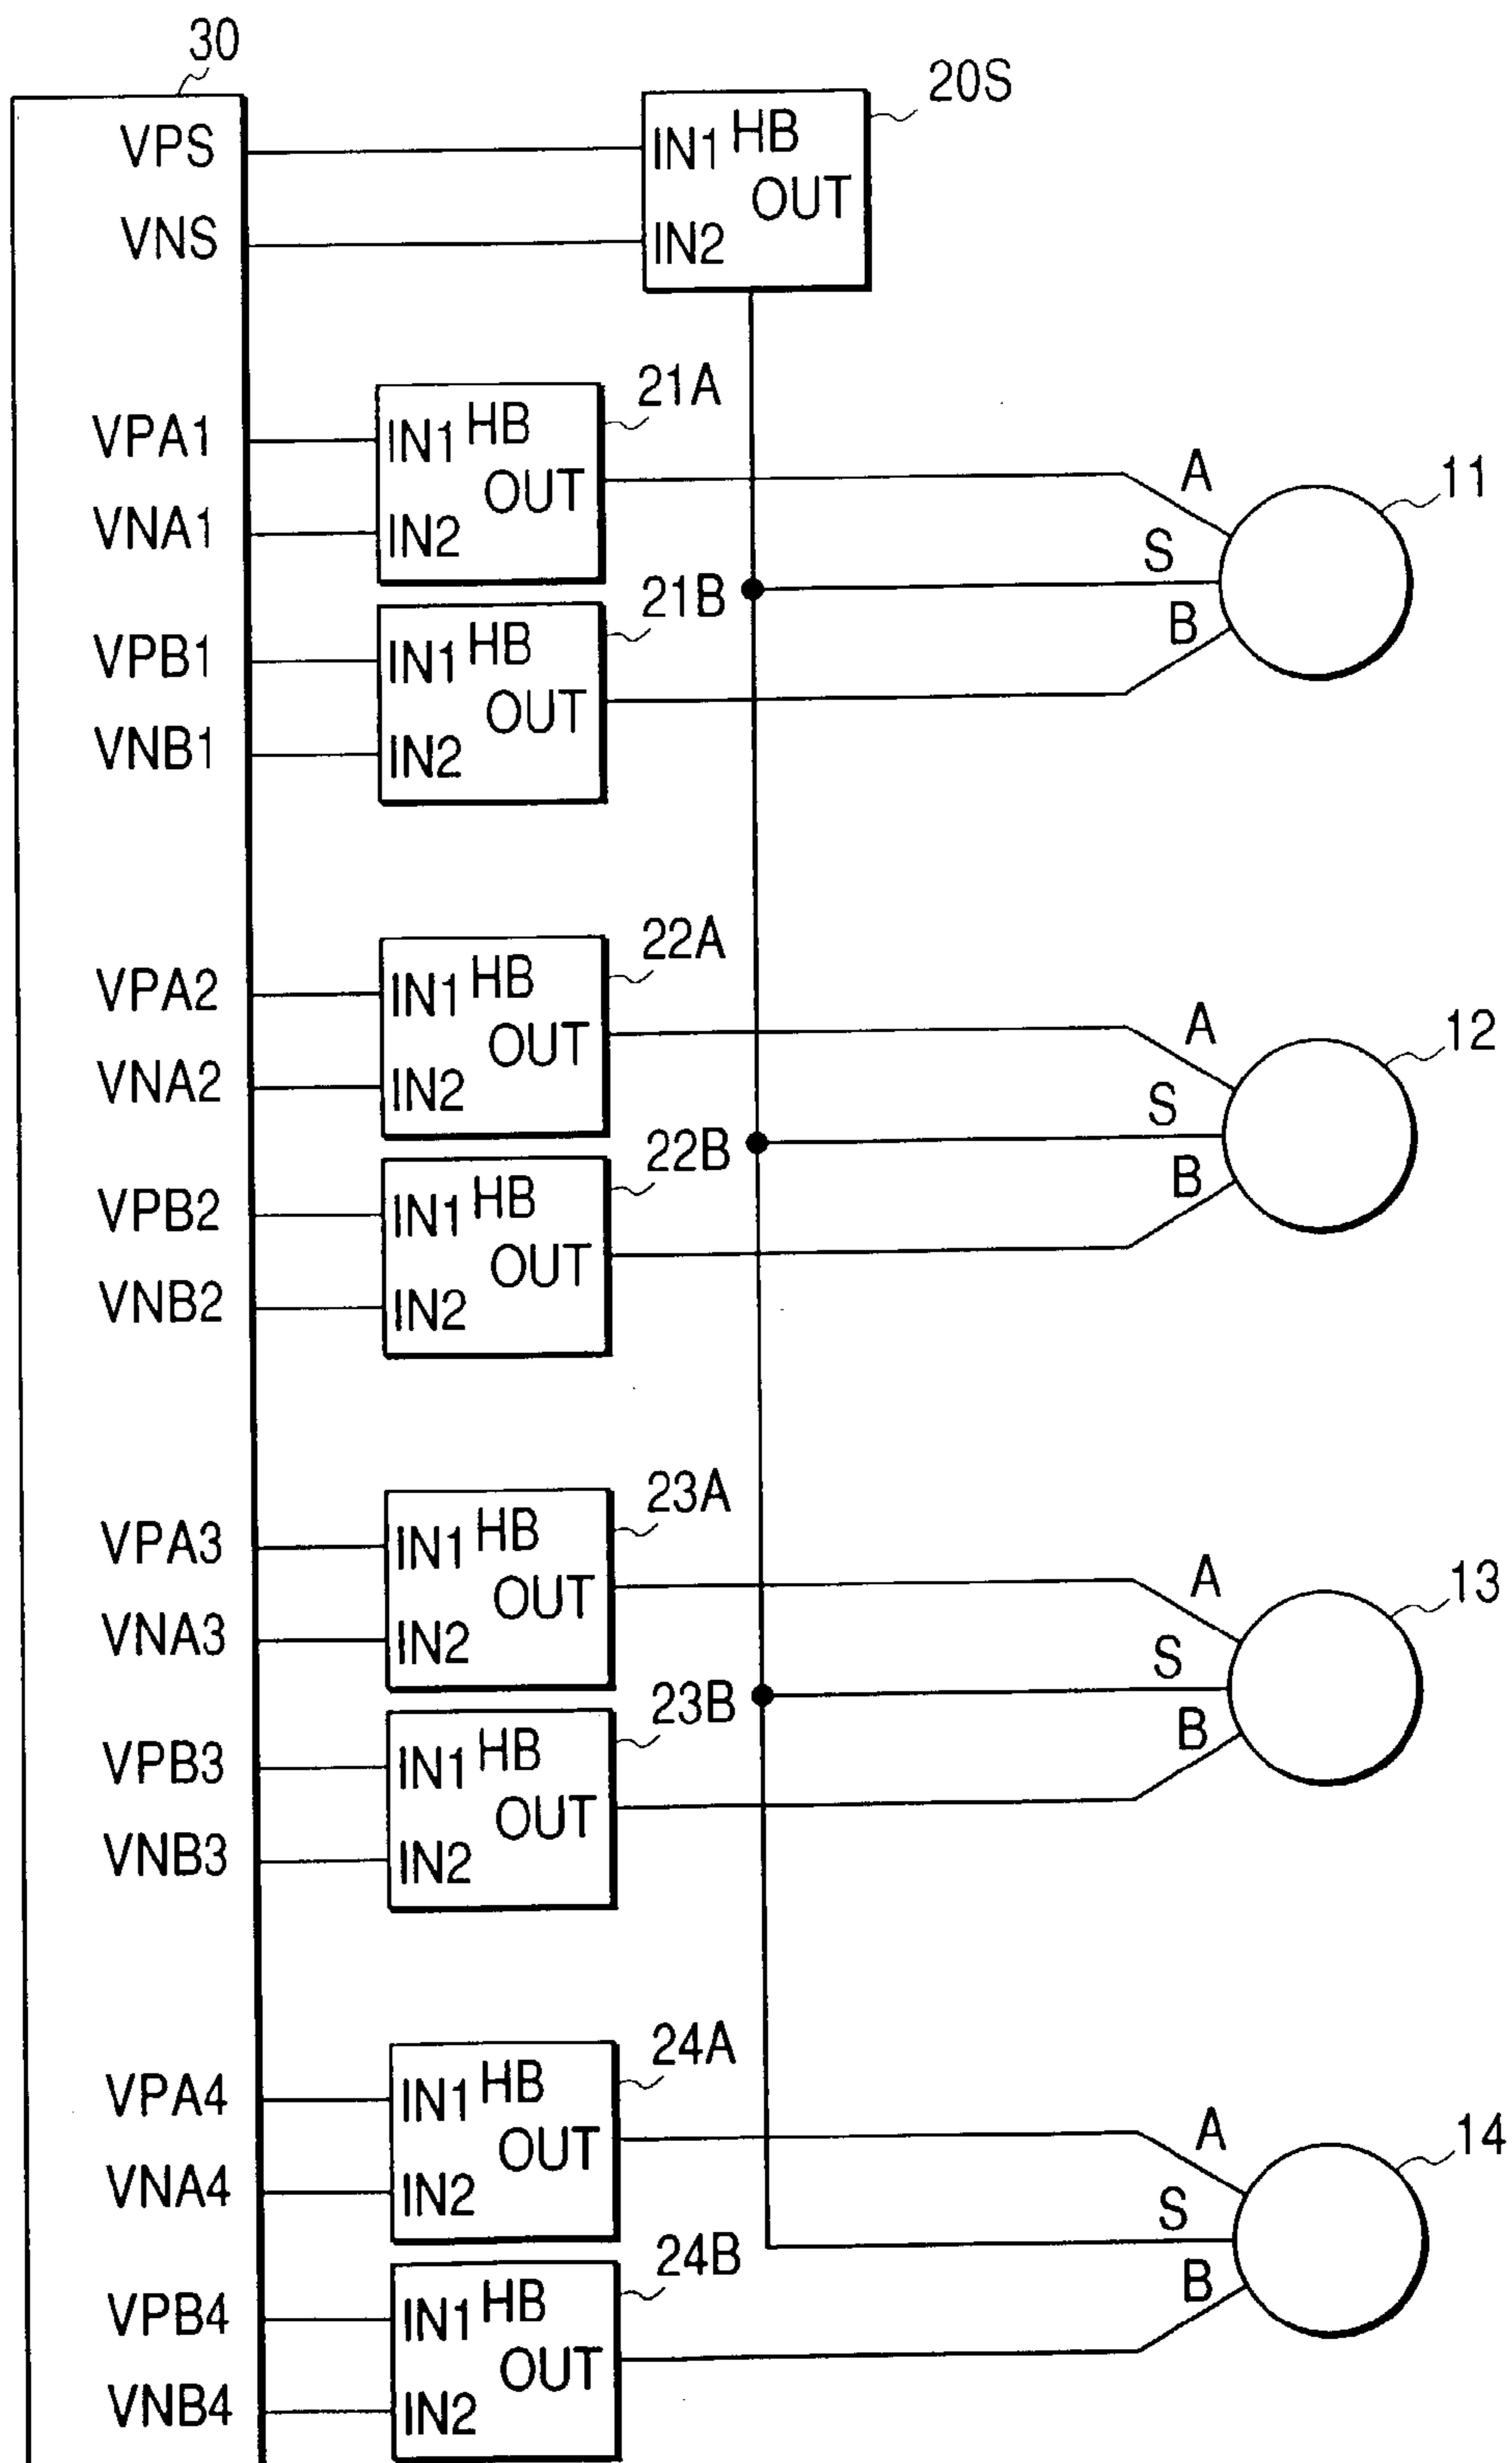 30
20S
VPS
IN1 HB
OUT
VNS
IN2
21A
VPA1
IN1 HB
OUT
A
11
VNA1
IN2
S
21B
B
VPB1
IN1 HB
OUT
VNB1
IN2
22A
VPA2
IN1 HB
OUT
A
12
VNA2
IN2
S
22B
B
VPB2
IN1 HB
OUT
VNB2
IN2
23A
VPA3
IN1 HB
OUT
A
13
VNA3
IN2
S
23B
B
VPB3
IN1 HB
OUT
VNB3
IN2
24A
VPA4
IN1 HB
OUT
A
14
VNA4
IN2
S
24B
B
VPB4
IN1 HB
OUT
VNB4
IN2